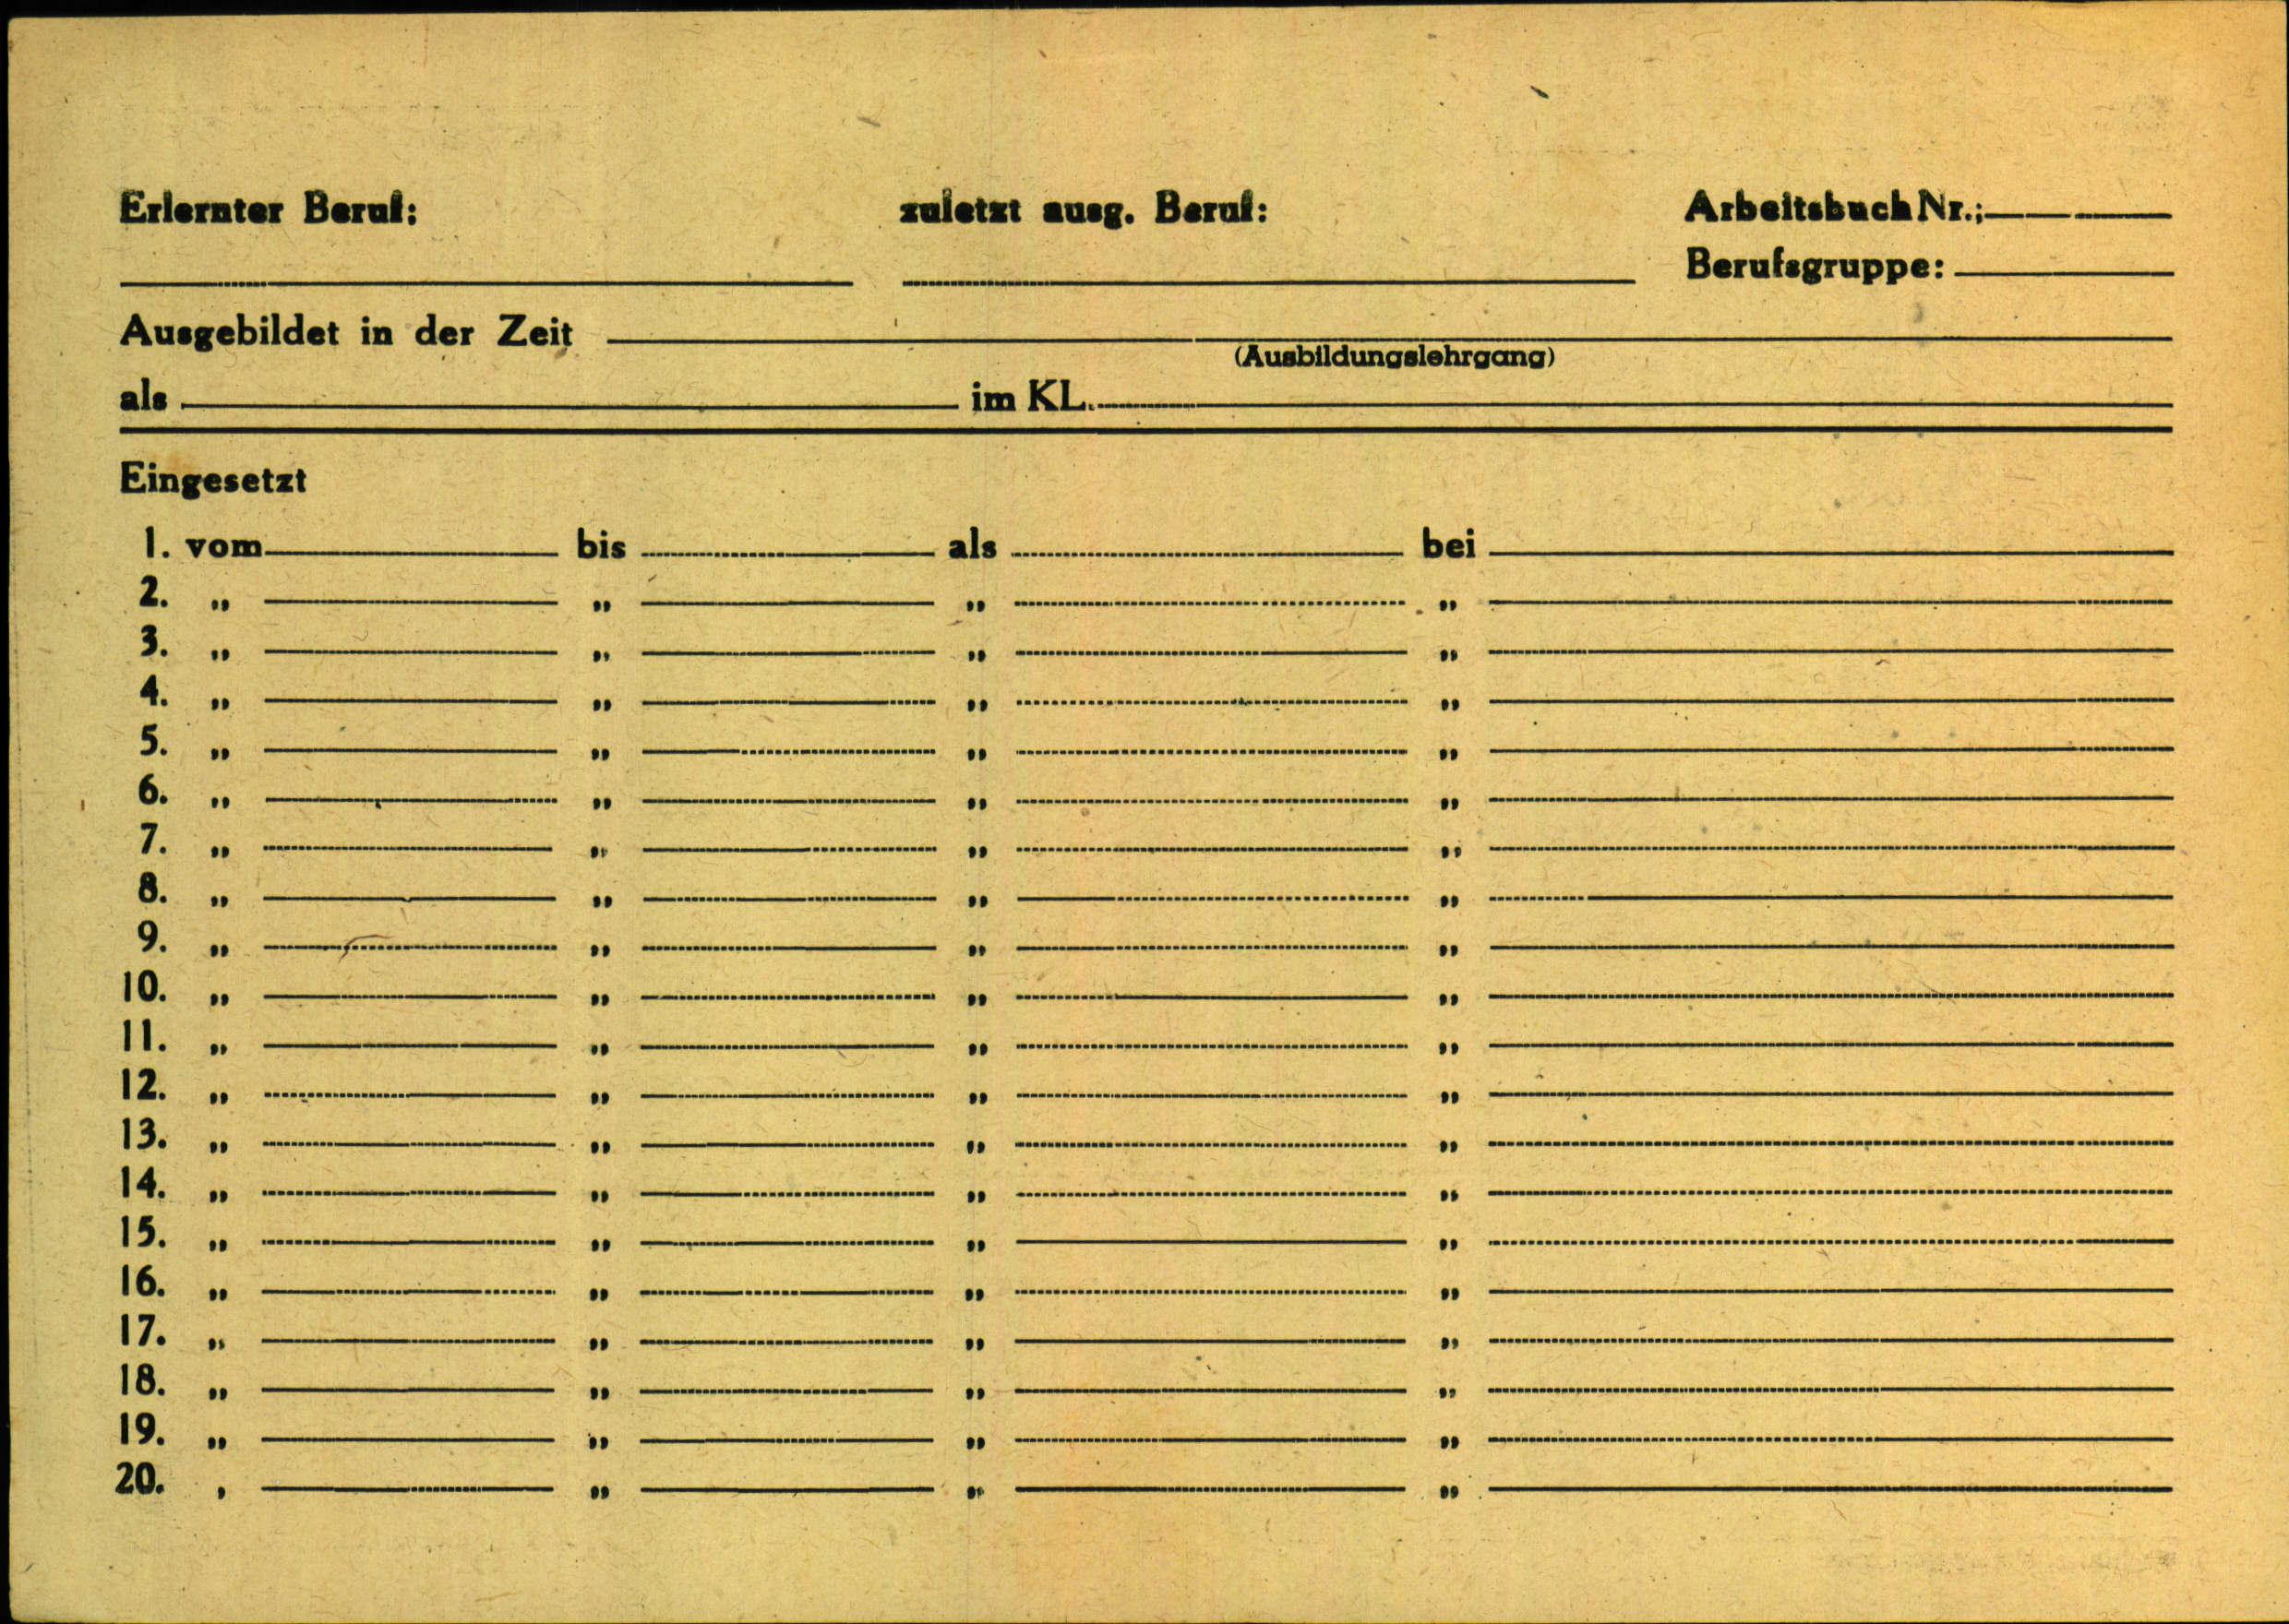 Erlernter Beruf: zuletzt ausg. Beruf: Arbeitsbuch Nr.:
Berufsgruppe:
Ausgebildet in der Zeit
(Ausbildungslehrgang)
als im KL.
Eingesetzt
1. vom bis als bei
2. „ „ „ „
3. „ „ „ „
4. „ „ „ „
5. „ „ „ „
6. „ „ „ „
7. „ „ „ „
8. „ „ „ „
9. „ „ „ „
10. „ „ „ „
11. „ „ „ „
12. „ „ „ „
13. „ „ „ „
14. „ „ „ „
15. „ „ „ „
16. „ „ „ „
17. „ „ „ „
18. „ „ „ „
19. „ „ „ „
20. , „ „ „